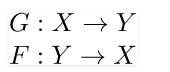 G : X → Y
F : Y → X